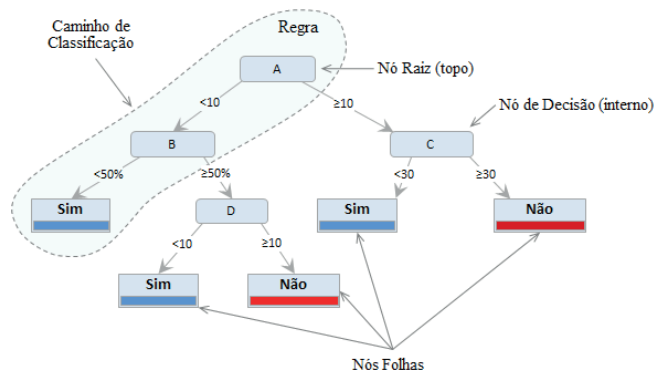 Caminho de
Classificação
Regra
A
Nó Raiz (topo)
<10
≥10
Nó de Decisão (interno)
B
C
<50%
≥50%
<30
≥30
Sim
D
Sim
Não
<10
≥10
Sim
Não
Nós Folhas